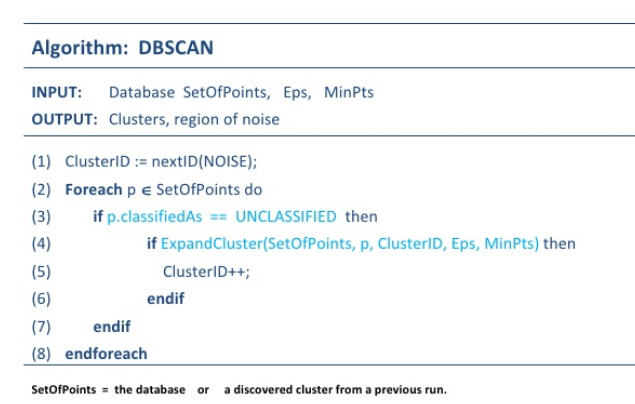 Algorithm: DBSCAN
INPUT: Database SetOfPoints, Eps, MinPts
OUTPUT: Clusters, region of noise
(1) ClusterID := nextID(NOISE);
(2) Foreach p ∈ SetOfPoints do
(3) if p.classifiedAs == UNCLASSIFIED then
(4) if ExpandCluster(SetOfPoints, p, ClusterID, Eps, MinPts) then
(5) ClusterID++;
(6) endif
(7) endif
(8) endforeach
SetOfPoints = the database or a discovered cluster from a previous run.